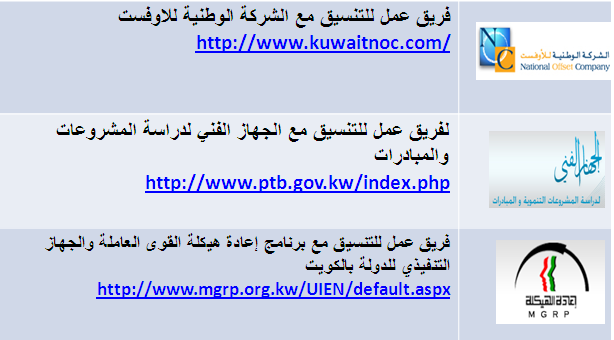 فريق عمل للتنسيق مع الشركة الوطنية للاوفست
http://www.kuwaitnoc.com/
الشركة الوطنية للأوفست
National Offset Company
لفريق عمل للتنسيق مع الجهاز الفني لدراسة المشروعات
والمبادرات
http://www.ptb.gov.kw/index.php
الجهاز الفني
لدراسة المشروعات التنموية و المبادرات
فريق عمل للتنسيق مع برنامج إعادة هيكلة القوى العاملة والجهاز
التنفيذي للدولة بالكويت
http://www.mgrp.org.kw/UIEN/default.aspx
إعادة الهيكلة
MGRP